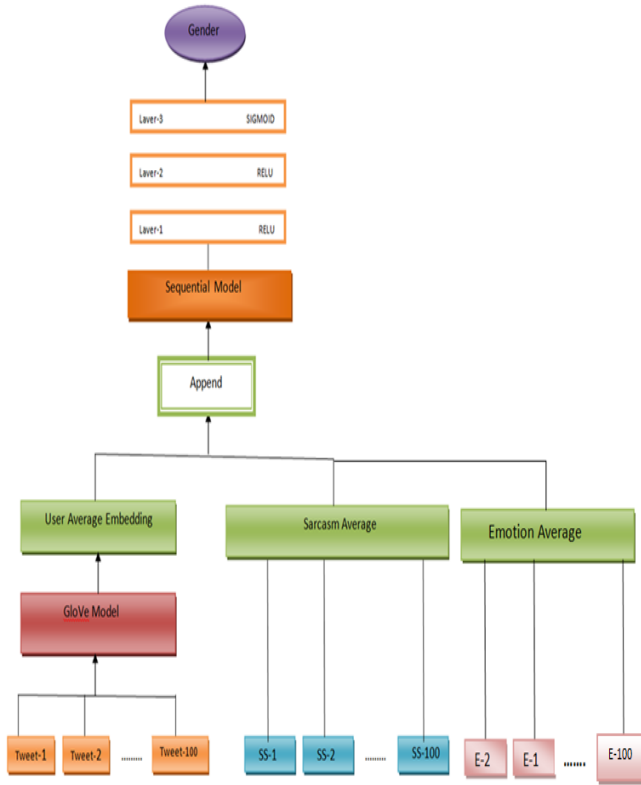 Gender
Laver-3 SIGMOID
Laver-2 RELU
Laver-1 RELU
Sequential Model
Append
User Average Embedding
Sarcasm Average
Emotion Average
GloVe Model
Tweet-1 Tweet-2 ......... Tweet-100 SS-1 SS-2 ......... SS-100 E-2 E-1 ....... E-100